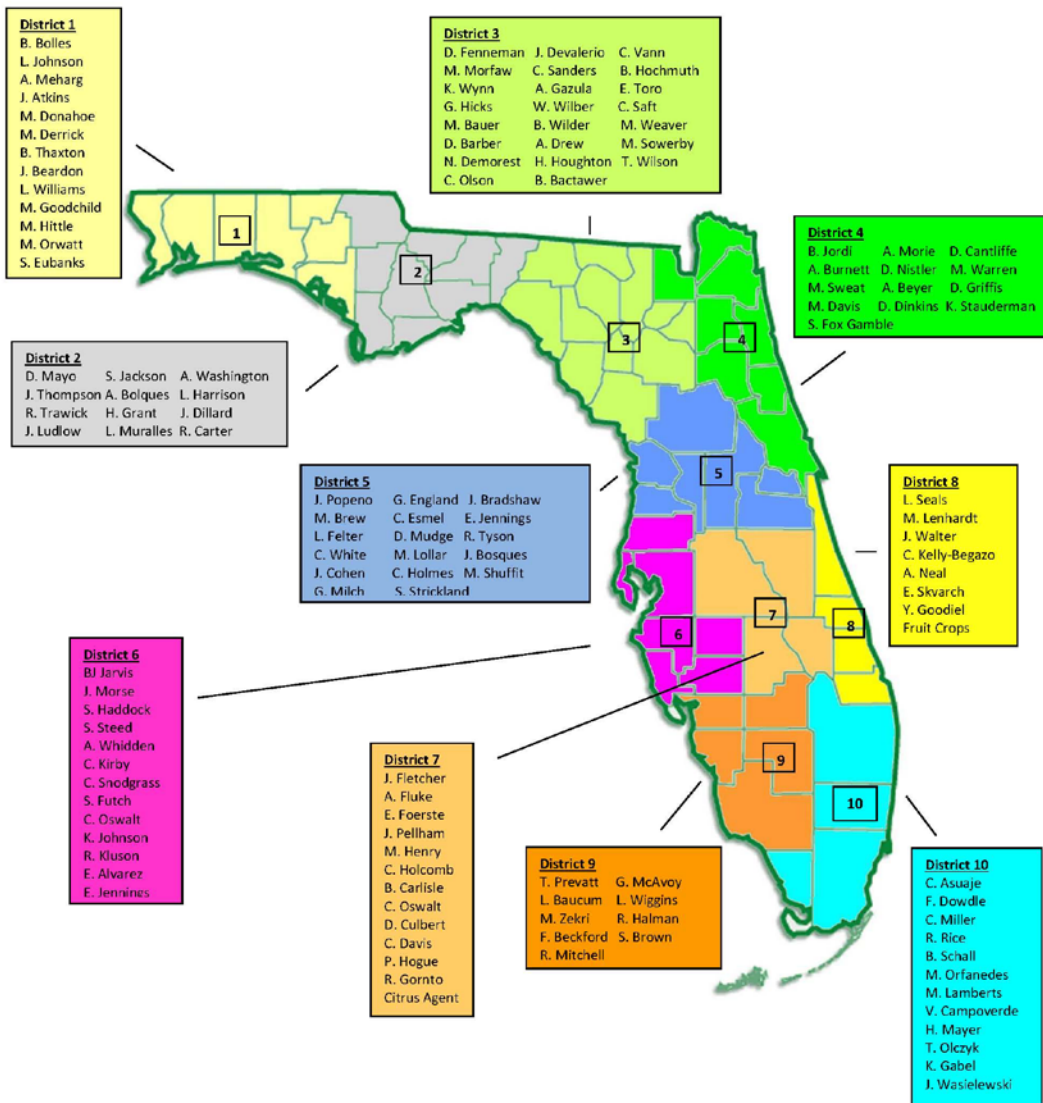 District 1
B. Bolles
L. Johnson
A. Meharg
J. Atkins
M. Donahoe
M. Derrick
B. Thaxton
J. Beardon
L. Williams
M. Goodchild
M. Hittle
M. Orwatt
S. Eubanks
District 3
D. Fenneman J. Devalerio C. Vann
M. Morfaw C. Sanders B. Hochmuth
K. Wynn A. Gazula E. Toro
G. Hicks W. Wilber C. Saft
M. Bauer B. Wilder M. Weaver
D. Barber A. Drew M. Sowerby
N. Demorest H. Houghton T. Wilson
C. Olson B. Bactawer
District 4
B. Jordi A. Morie D. Cantliffe
A. Burnett D. Nistler M. Warren
M. Sweat A. Beyer D. Griffis
M. Davis D. Dinkins K. Stauderman
S. Fox Gamble
1
2
3
4
District 2
D. Mayo S. Jackson A. Washington
J. Thompson A. Bolques L. Harrison
R. Trawick H. Grant J. Dillard
J. Ludlow L. Muralles R. Carter
District 5
J. Popeno G. England J. Bradshaw
M. Brew C. Esmel E. Jennings
L. Felter D. Mudge R. Tyson
C. White M. Lollar J. Bosques
J. Cohen C. Holmes M. Shuffit
G. Milch S. Strickland
5
District 8
L. Seals
M. Lenhardt
J. Walter
C. Kelly-Begazo
A. Neal
E. Skvarch
Y. Goodiel
Fruit Crops
6
7
8
District 6
BJ Jarvis
J. Morse
S. Haddock
S. Steed
A. Whidden
C. Kirby
C. Snodgrass
S. Futch
C. Oswalt
K. Johnson
R. Kluson
E. Alvarez
E. Jennings
District 7
J. Fletcher
A. Fluke
E. Foerste
J. Pellham
M. Henry
C. Holcomb
B. Carlisle
C. Oswalt
D. Culbert
C. Davis
P. Hogue
R. Gornto
Citrus Agent
9
10
District 9
T. Prevatt G. McAvoy
L. Baucum L. Wiggins
M. Zekri R. Halman
F. Beckford S. Brown
R. Mitchell
District 10
C. Asuaje
F. Dowdle
C. Miller
R. Rice
B. Schall
M. Orfanedes
M. Lamberts
V. Campoverde
H. Mayer
T. Olczyk
K. Gabel
J. Wasielewski